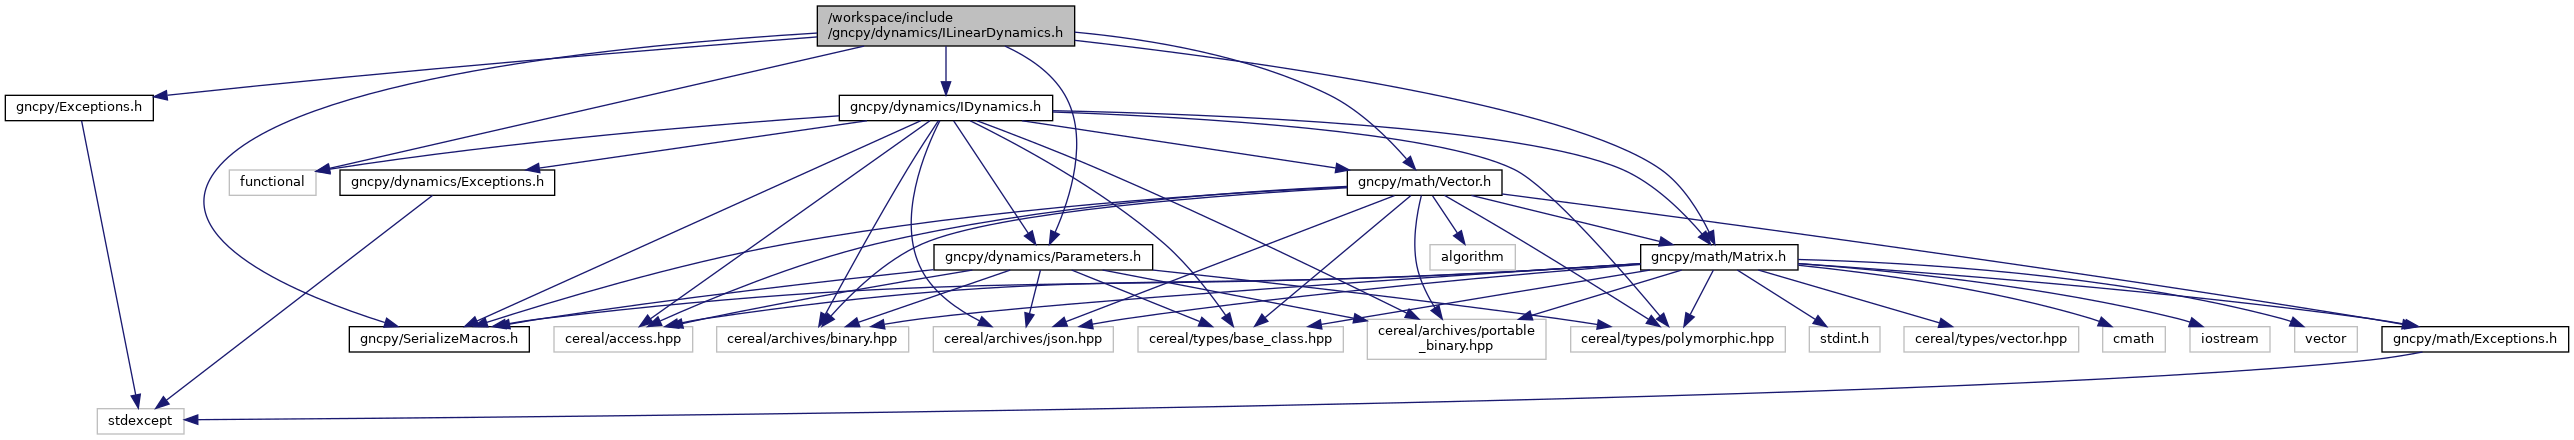 /workspace/include
/gncpy/dynamics/ILinearDynamics.h
gncpy/Exceptions.h
gncpy/dynamics/IDynamics.h
functional
gncpy/dynamics/Exceptions.h
gncpy/math/Vector.h
gncpy/dynamics/Parameters.h
algorithm
gncpy/math/Matrix.h
gncpy/SerializeMacros.h
cereal/access.hpp
cereal/archives/binary.hpp
cereal/archives/json.hpp
cereal/types/base_class.hpp
cereal/archives/portable
_binary.hpp
cereal/types/polymorphic.hpp
stdint.h
cereal/types/vector.hpp
cmath
iostream
vector
gncpy/math/Exceptions.h
stdexcept